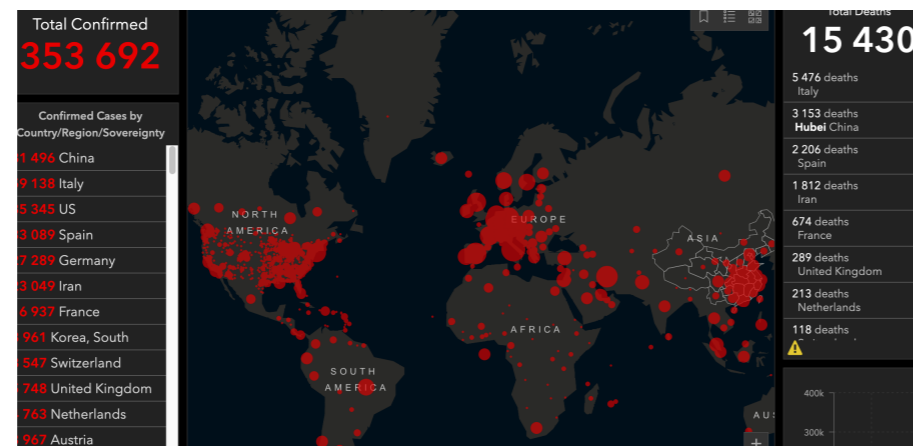 Total Confirmed
353 692
Confirmed Cases by
Country/Region/Sovereignty
1 496 China
9 138 Italy
5 345 US
3 089 Spain
7 289 Germany
3 049 Iran
6 937 France
961 Korea, South
547 Switzerland
748 United Kingdom
763 Netherlands
967 Austria
NORTH
AMERICA
SOUTH
AMERICA
EUROPE
AFRICA
ASIA
AU
+
Total Deaths
15 430
5 476 deaths
Italy
3 153 deaths
Hubei China
2 206 deaths
Spain
1 812 deaths
Iran
674 deaths
France
289 deaths
United Kingdom
213 deaths
Netherlands
118 deaths
400k
300k